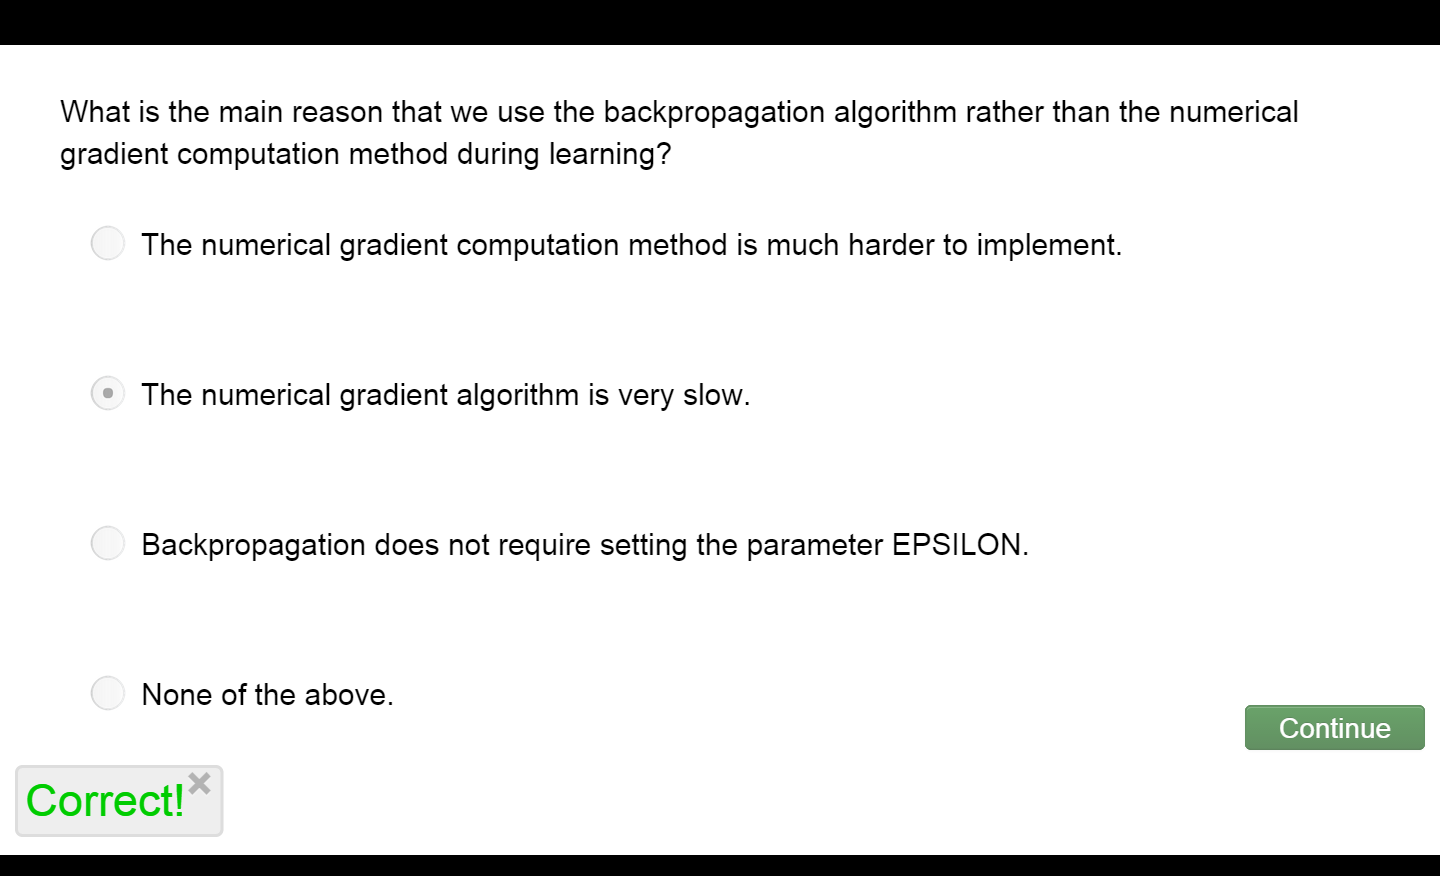 What is the main reason that we use the backpropagation algorithm rather than the numerical
gradient computation method during learning?
The numerical gradient computation method is much harder to implement.
The numerical gradient algorithm is very slow.
Backpropagation does not require setting the parameter EPSILON.
None of the above.
Continue
Correct!